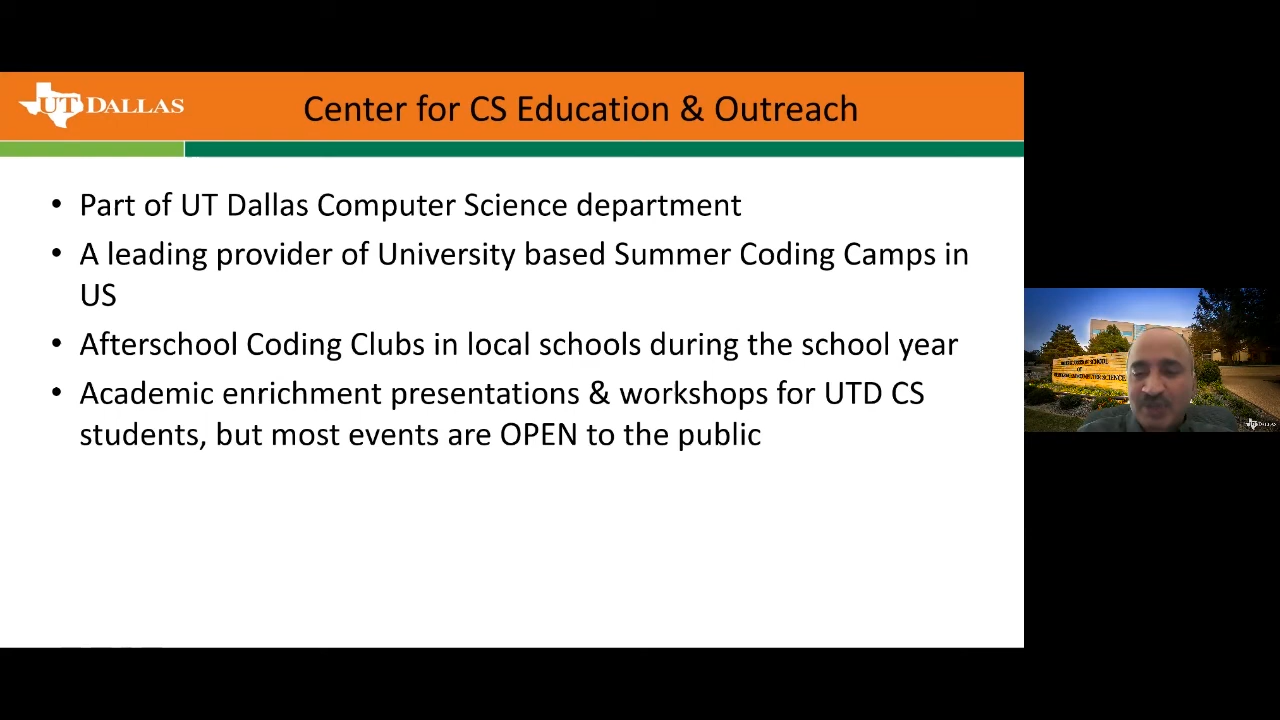 UT DALLAS
Center for CS Education & Outreach
• Part of UT Dallas Computer Science department
• A leading provider of University based Summer Coding Camps in
US
• Afterschool Coding Clubs in local schools during the school year
• Academic enrichment presentations & workshops for UTD CS
students, but most events are OPEN to the public